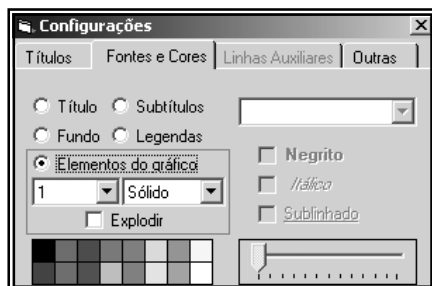 Configurações
Títulos Fontes e Cores Linhas Auxiliares Outras
Título Subtítulos
Fundo Legendas
Elementos do gráfico
1 Sólido
Explodir
Negrito
Itálico
Sublinhado